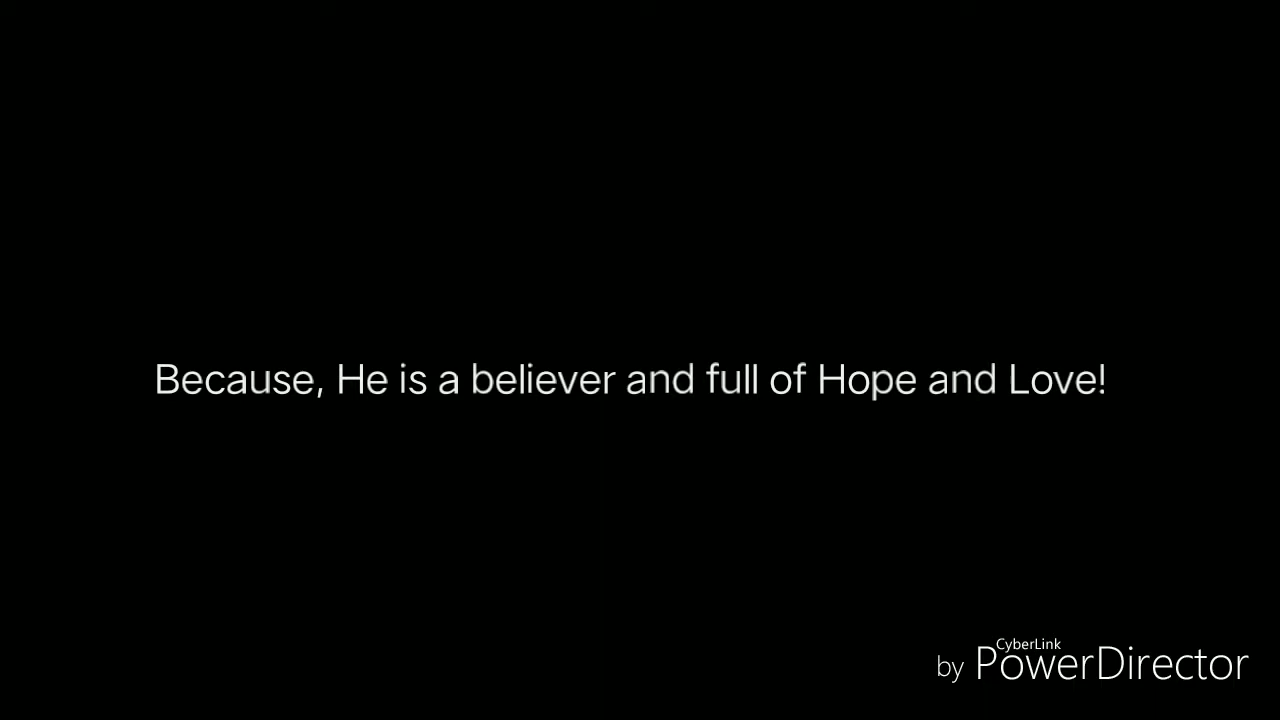 Because, He is a believer and full of Hope and Love!
CyberLink
by PowerDirector